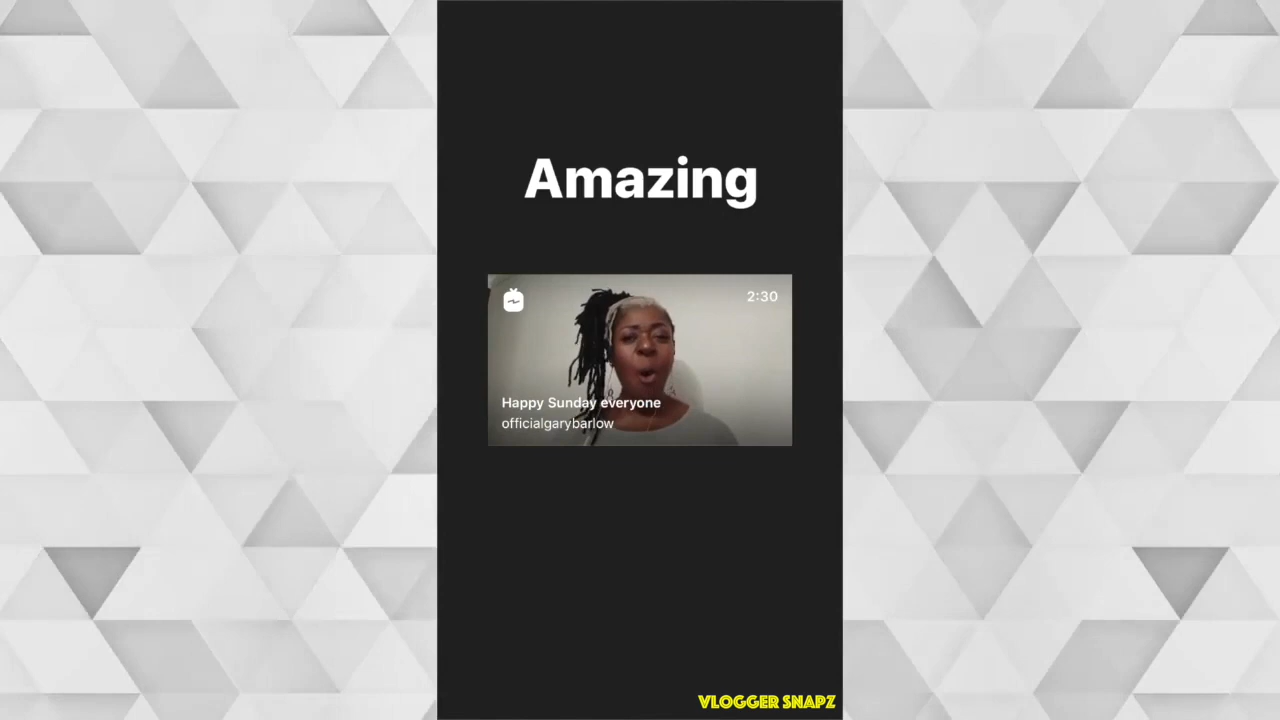 Amazing
2:30
Happy Sunday everyone
officialgarybarlow
VLOGGER SNAPZ